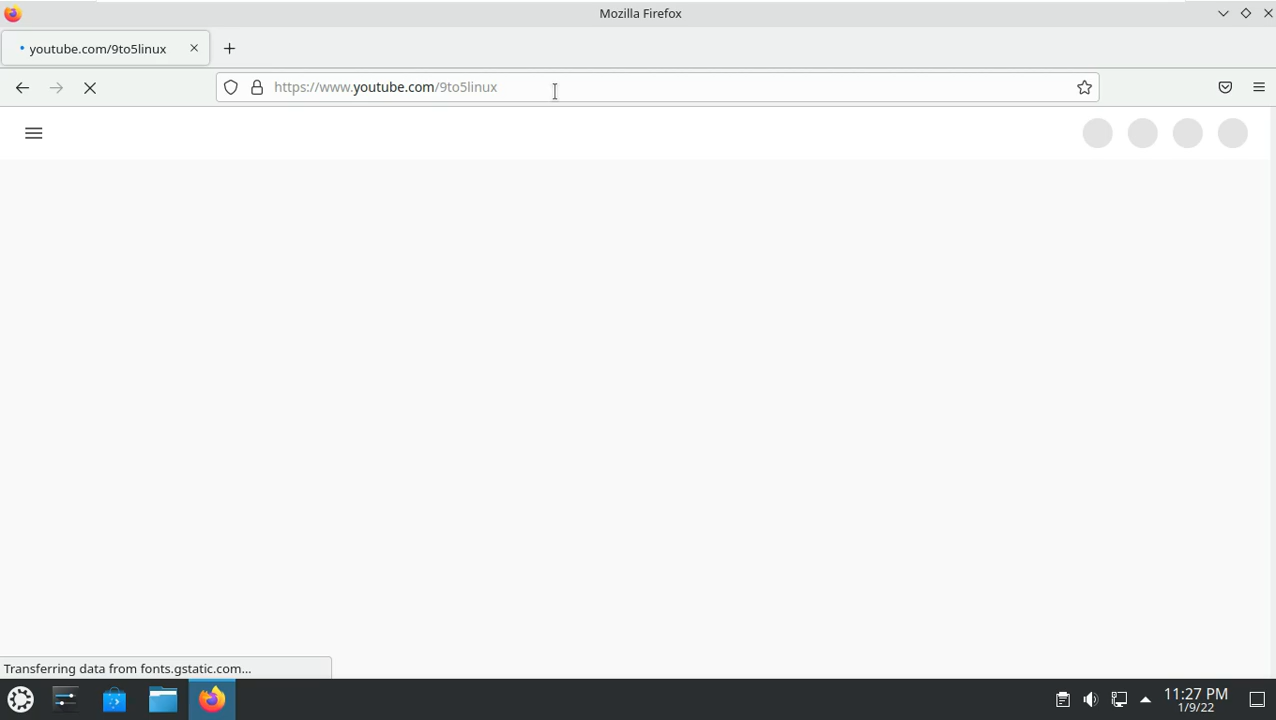 Mozilla Firefox
youtube.com/9to5linux
https://www.youtube.com/9to5linux
Transferring data from fonts.gstatic.com...
11:27 PM
1/9/22